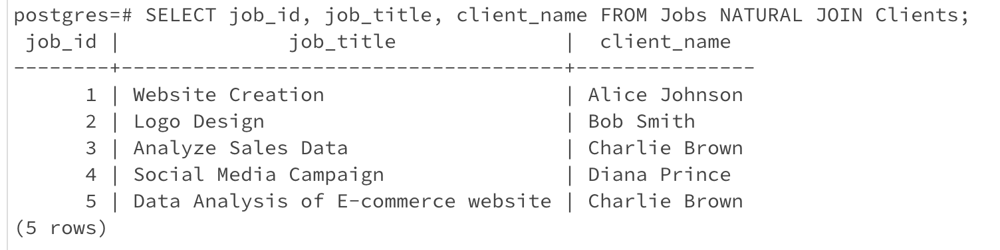 postgres=# SELECT job_id, job_title, client_name FROM Jobs NATURAL JOIN Clients;
 job_id |              job_title              |  client_name
--------+-------------------------------------+---------------
      1 | Website Creation                    | Alice Johnson
      2 | Logo Design                         | Bob Smith
      3 | Analyze Sales Data                  | Charlie Brown
      4 | Social Media Campaign               | Diana Prince
      5 | Data Analysis of E-commerce website | Charlie Brown
(5 rows)